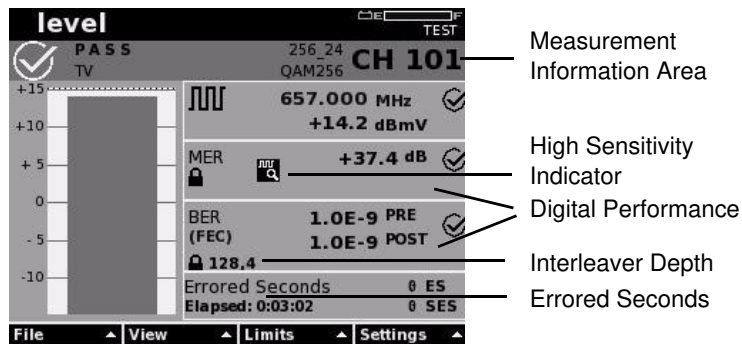 level
E F
TEST
PASS
TV
256_24
QAM256
CH 101
Measurement
Information Area
+15
+10
+ 5
0
- 5
-10
657.000 MHz
+14.2 dBmV
MER
+37.4 dB
High Sensitivity
Indicator
Digital Performance
BER
(FEC)
1.0E-9 PRE
1.0E-9 POST
128,4
Interleaver Depth
Errored Seconds
0 ES
Elapsed: 0:03:02
0 SES
Errored Seconds
File View Limits Settings